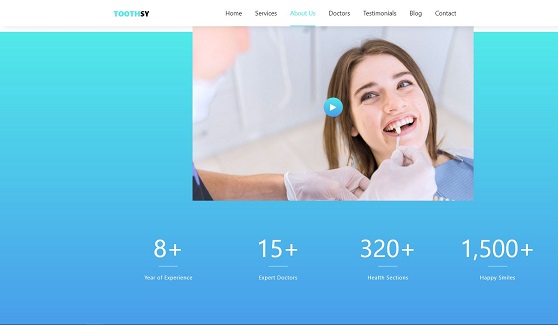 TOOTHSY
Home Services About Us Doctors Testimonials Blog Contact
8+ 15+ 320+ 1,500+
Year of Experience Expert Doctors Health Sections Happy Smiles